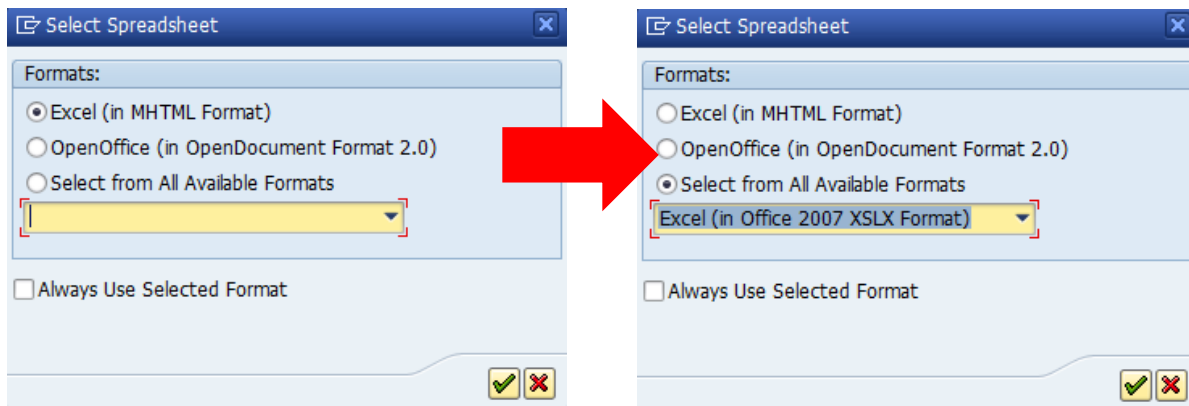 Select Spreadsheet
Formats:
Excel (in MHTML Format)
OpenOffice (in OpenDocument Format 2.0)
Select from All Available Formats
Always Use Selected Format
Select Spreadsheet
Formats:
Excel (in MHTML Format)
OpenOffice (in OpenDocument Format 2.0)
Select from All Available Formats
Excel (in Office 2007 XSLX Format)
Always Use Selected Format